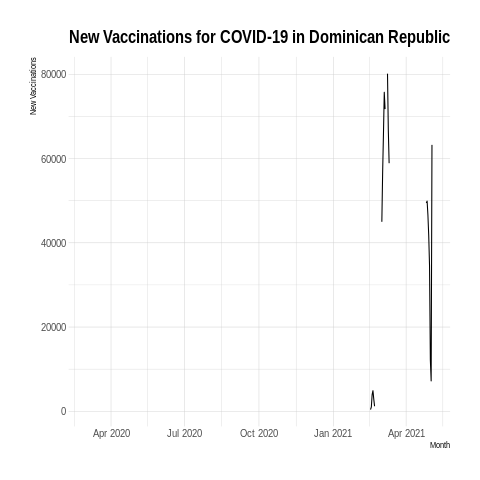 New Vaccinations for COVID-19 in Dominican Republic
New Vaccinations
80000
60000
40000
20000
0
Apr 2020 Jul 2020 Oct 2020 Jan 2021 Apr 2021
Month